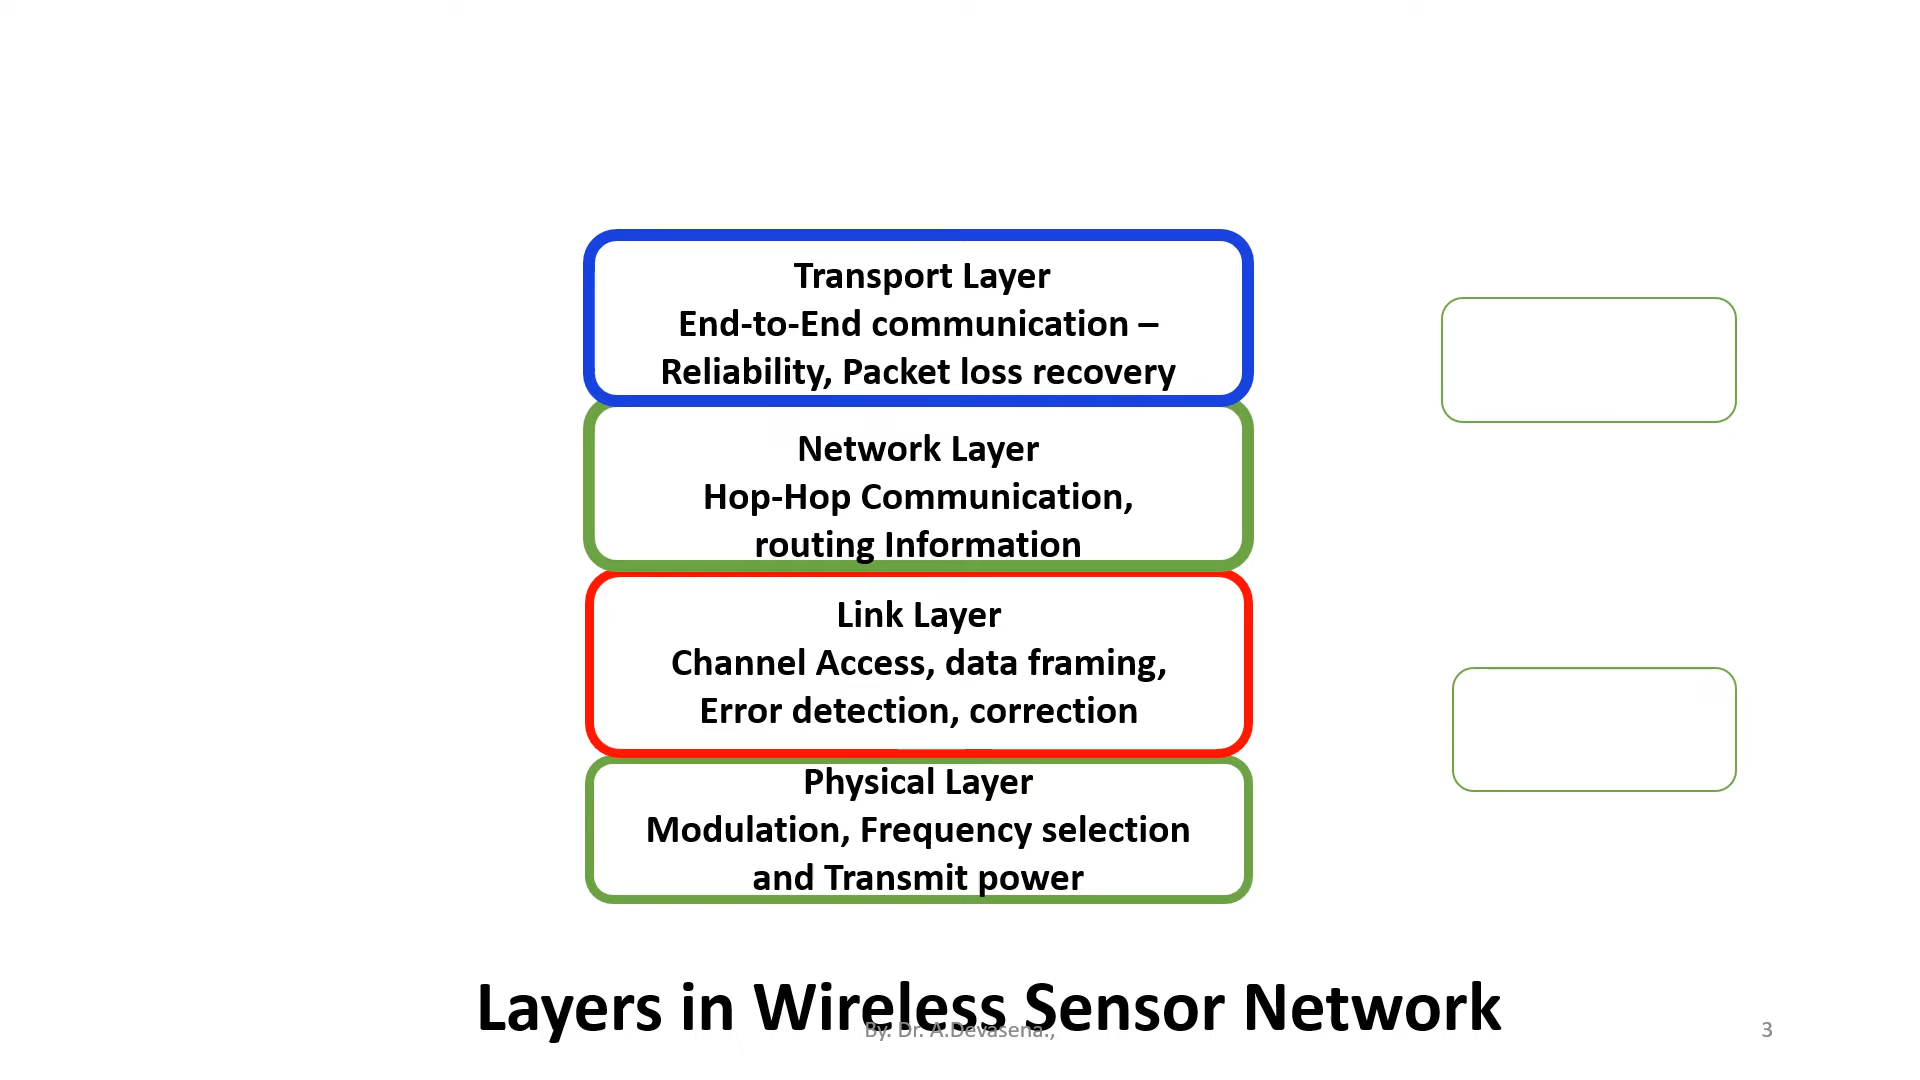 Transport Layer
End-to-End communication –
Reliability, Packet loss recovery
Network Layer
Hop-Hop Communication,
routing Information
Link Layer
Channel Access, data framing,
Error detection, correction
Physical Layer
Modulation, Frequency selection
and Transmit power
Layers in Wireless Sensor Network
By. Dr. A.Devasena.,
3